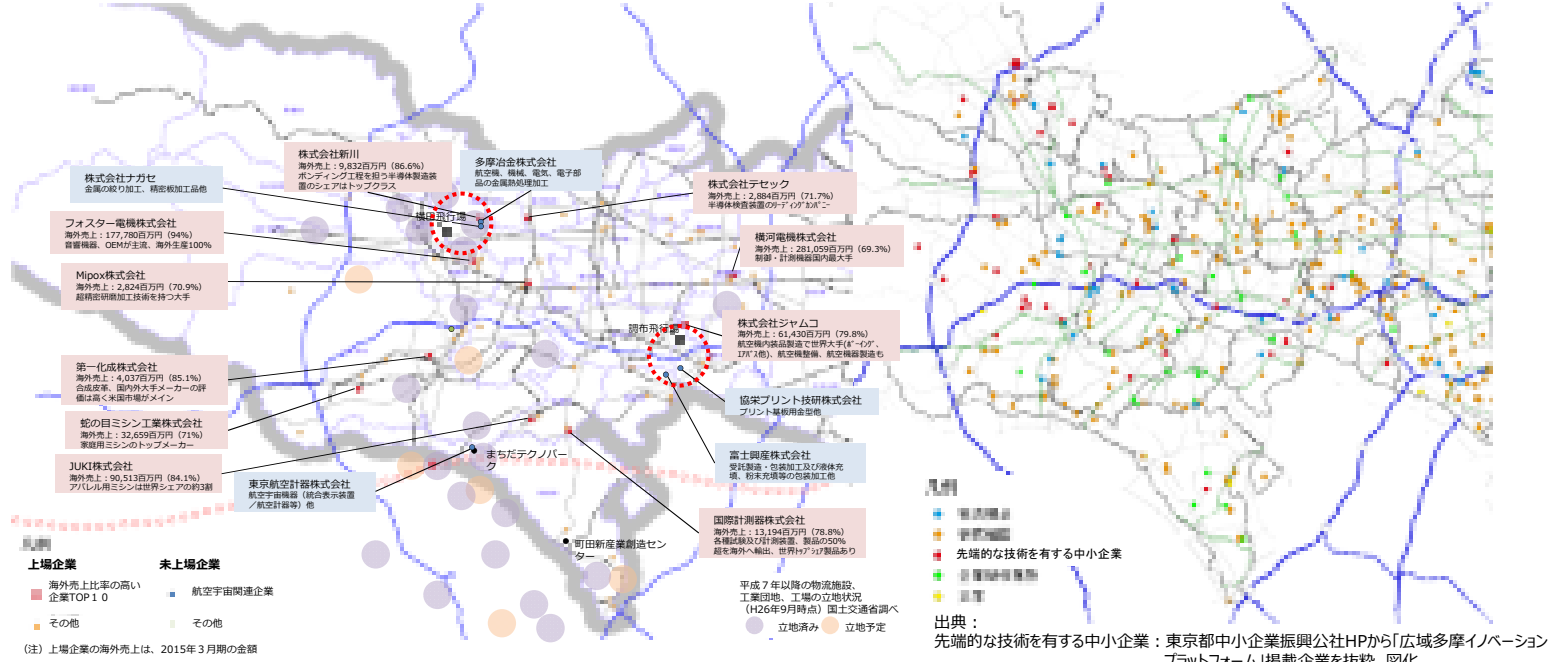 株式会社新川
海外売上：9,832百万円（86.6%）
ボンディング工程を担う半導体製造装
置のシェアはトップクラス
多摩冶金株式会社
航空機、機械、電気、電子部
品の金属熱処理加工
株式会社ナガセ
金属の絞り加工、精密板加工品他
株式会社テセック
海外売上：2,884百万円（71.7%）
半導体検査装置のﾘｰﾃﾞｨﾝｸﾞｶﾝﾊﾟﾆｰ
フォスター電機株式会社
海外売上：177,780百万円（94%）
音響機器、OEMが主流、海外生産100%
横田飛行場
横河電機株式会社
海外売上：281,059百万円（69.3%）
制御・計測機器国内最大手
Mipox株式会社
海外売上：2,824百万円（70.9%）
超精密研磨加工技術を持つ大手
調布飛行場
株式会社ジャムコ
海外売上：61,430百万円（79.8%）
航空機内装品製造で世界大手(ﾎﾞｰｲﾝｸﾞ、
ｴｱﾊﾞｽ他)、航空機整備、航空機器製造も
第一化成株式会社
海外売上：4,037百万円（85.1%）
合成皮革、国内外大手メーカーの評
価は高く米国市場がメイン
協栄プリント技研株式会社
プリント基板用金型他
蛇の目ミシン工業株式会社
海外売上：32,659百万円（71%）
家庭用ミシンのトップメーカー
富士興産株式会社
受託製造・包装加工及び液体充
填、粉末充填等の包装加工他
JUKI株式会社
海外売上：90,513百万円（84.1%）
アパレル用ミシンは世界シェアの約3割
まちだテクノパー
ク
東京航空計器株式会社
航空宇宙機器（統合表示装置
／航空計器等）他
国際計測器株式会社
海外売上：13,194百万円（78.8%）
各種試験及び計測装置、製品の50%
超を海外へ輸出、世界ﾄｯﾌﾟｼｪｱ製品あり
町田新産業創造セン
ター
凡例
上場企業
未上場企業
海外売上比率の高い
企業TOP１０
航空宇宙関連企業
その他
その他
（注）上場企業の海外売上は、2015年３月期の金額
平成７年以降の物流施設、
工業団地、工場の立地状況
（H26年9月時点）国土交通省調べ
立地済み
立地予定
凡例
先端的な技術を有する中小企業
出典：
先端的な技術を有する中小企業：東京都中小企業振興公社HPから「広域多摩イノベーション
プラットフォーム」掲載企業を抜粋、図化